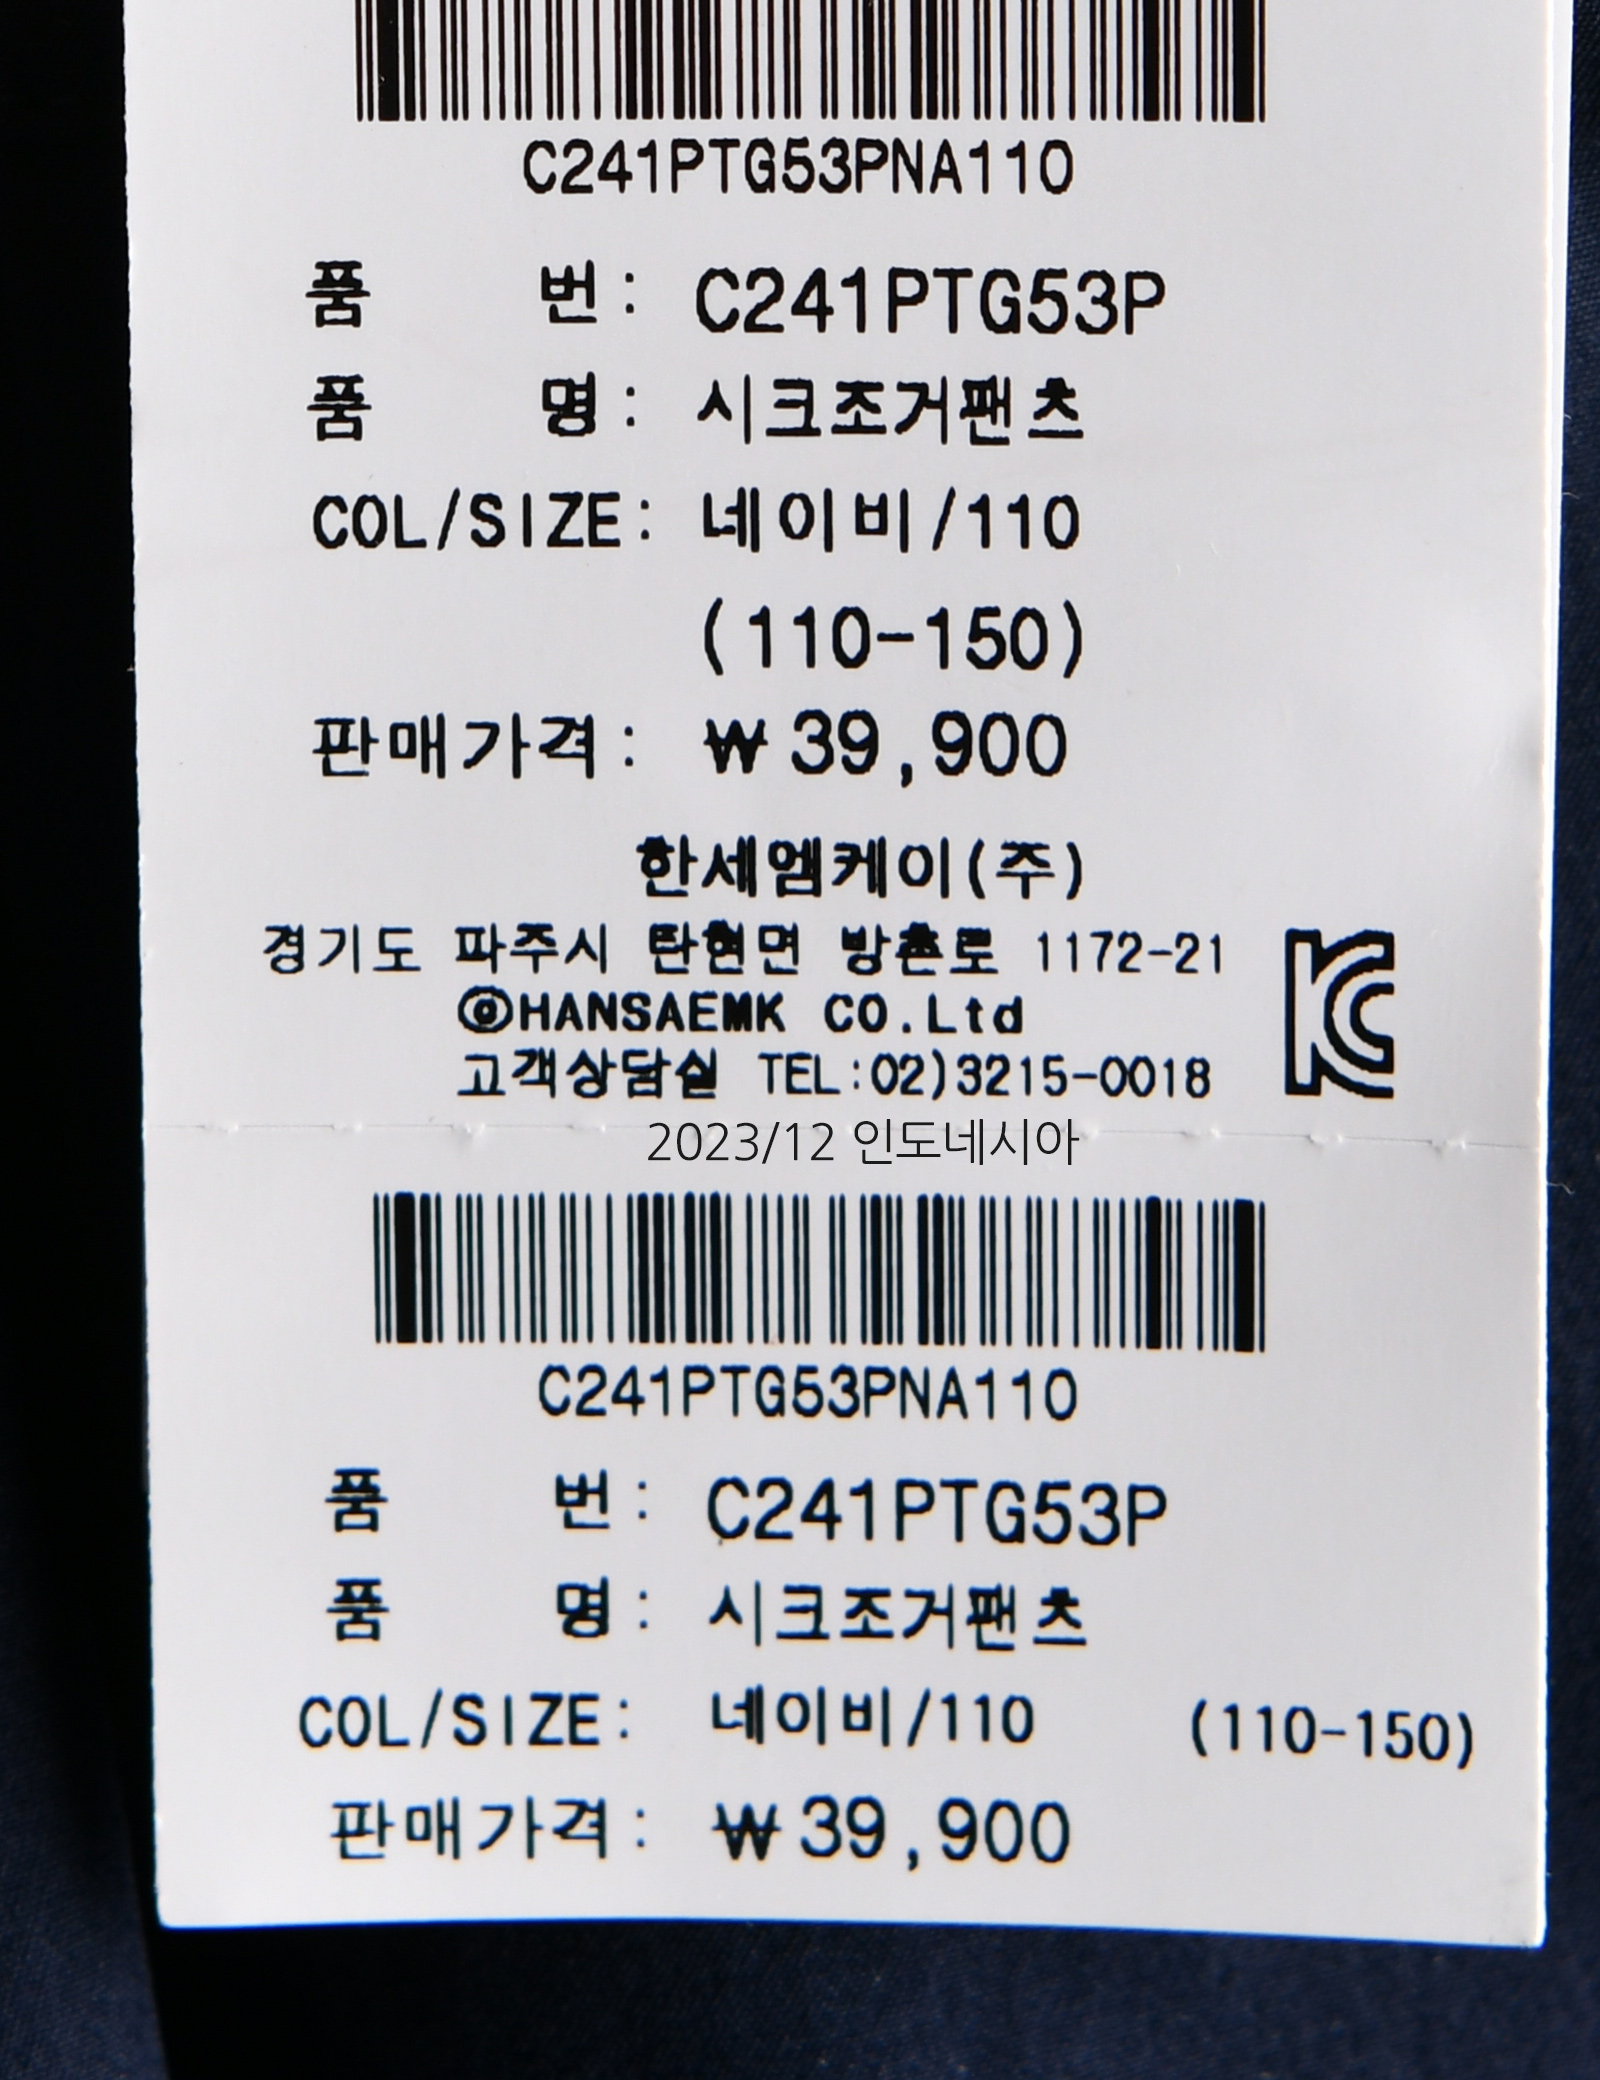 C241PTG53PNA110
품 번: C241PTG53P
품 명: 시크조거팬츠
COL/SIZE: 네이비/110
(110-150)
판매가격: ₩39,900
한세엠케이(주)
경기도 파주시 탄현면 방촌로 1172-21
ⓒHANSAEMK CO.Ltd
고객상담실 TEL:02)3215-0018
2023/12 인도네시아
C241PTG53PNA110
품 번: C241PTG53P
품 명: 시크조거팬츠
COL/SIZE: 네이비/110 (110-150)
판매가격: ₩39,900